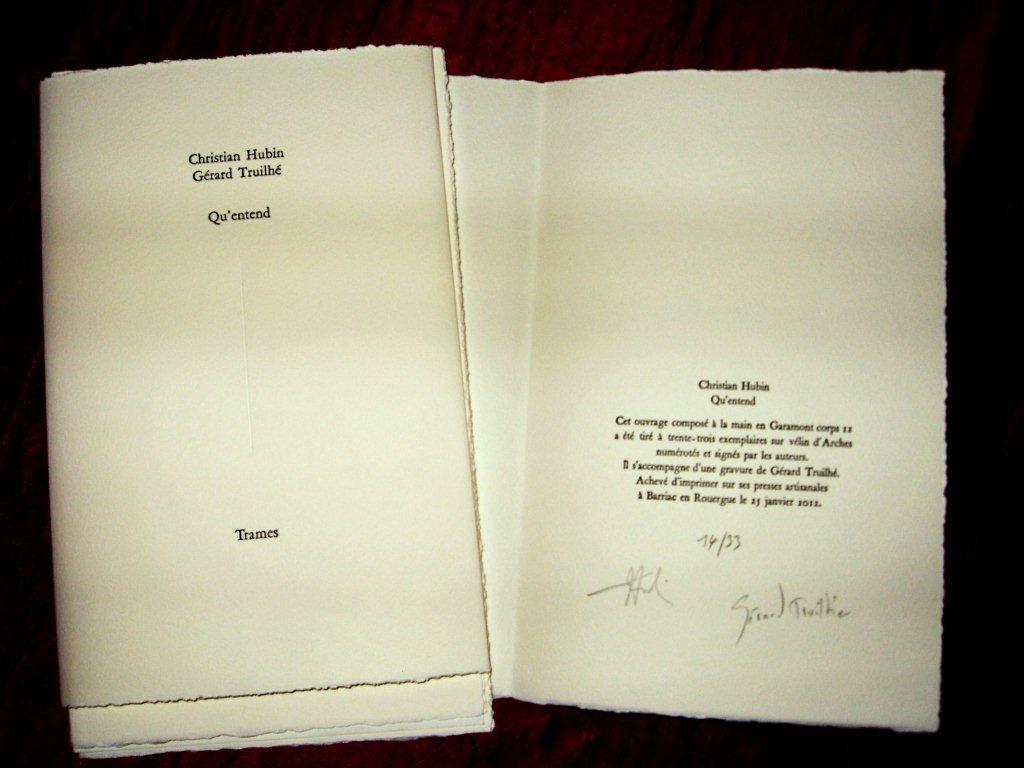 Christian Hubin
Gérard Truilhé
Qu'entend
Trames
Christian Hubin
Qu'entend
Cet ouvrage composé à la main en Garamont corps 12
a été tiré à trente-trois exemplaires sur vélin d'Arches
numérotés et signés par les auteurs.
Il s'accompagne d'une gravure de Gérard Truilhé.
Achevé d'imprimer sur ses presses artisanales
à Barriac en Rouergue le 25 janvier 2012.
14/33
Gérard Truilhé